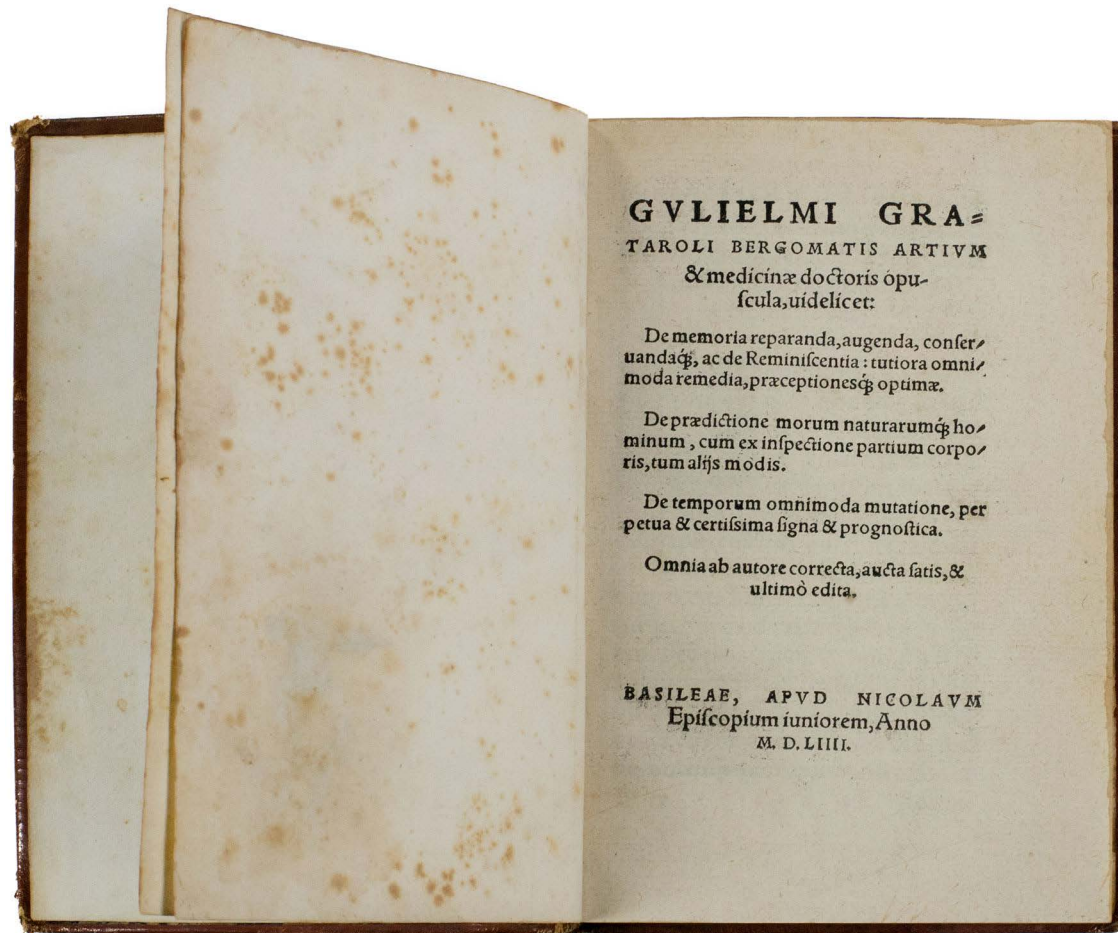 GVLIELMI GRA=
TAROLI BERGOMATIS ARTIVM
& medicinæ doctoris opu-
ſcula, uidelicet:
De memoria reparanda, augenda, conſer-
uandaq́;, ac de Reminiſcentia: tutiora omni-
moda remedia, præceptionesq́; optimæ.
De prædictione morum naturarumq́; ho-
minum, cum ex inſpectione partium corpo-
ris, tum alijs modis.
De temporum omnimoda mutatione, per
petua & certiſsima ſigna & prognoſtica.
Omnia ab autore correcta, aucta ſatis, &
ultimò edita.
BASILEAE, APVD NICOLAVM
Epiſcopium iuniorem, Anno
M. D. LIIII.